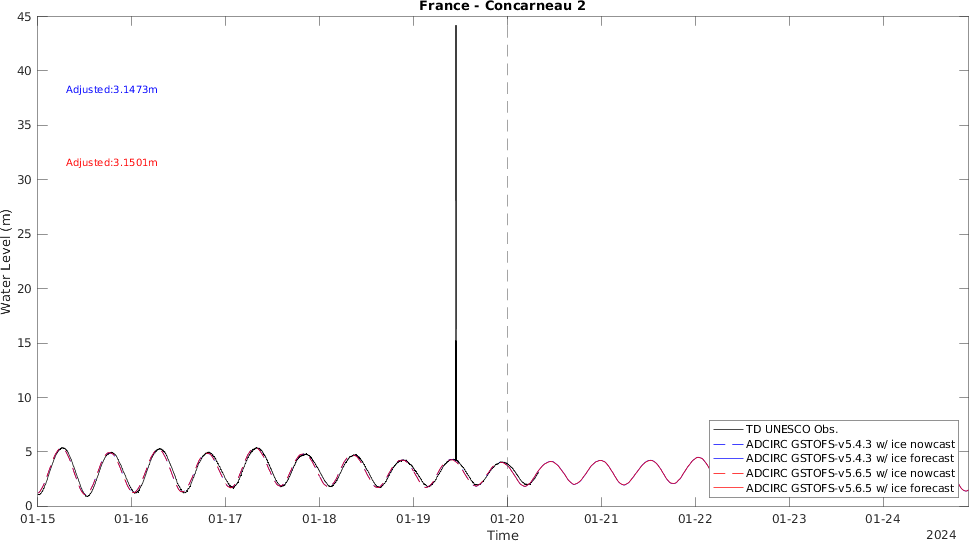 France - Concarneau 2
45
40
35
30
25
20
15
10
5
0
Water Level (m)
Adjusted:3.1473m
Adjusted:3.1501m
TD UNESCO Obs.
ADCIRC GSTOFS-v5.4.3 w/ ice nowcast
ADCIRC GSTOFS-v5.4.3 w/ ice forecast
ADCIRC GSTOFS-v5.6.5 w/ ice nowcast
ADCIRC GSTOFS-v5.6.5 w/ ice forecast
01-15 01-16 01-17 01-18 01-19 01-20 01-21 01-22 01-23 01-24
Time
2024